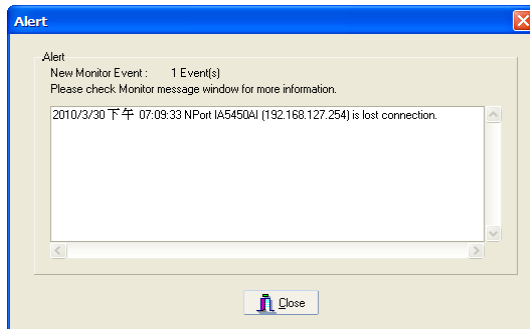 Alert
Alert
New Monitor Event : 1 Event(s)
Please check Monitor message window for more information.
2010/3/30 下午 07:09:33 NPort IA5450AI (192.168.127.254) is lost connection.
Close